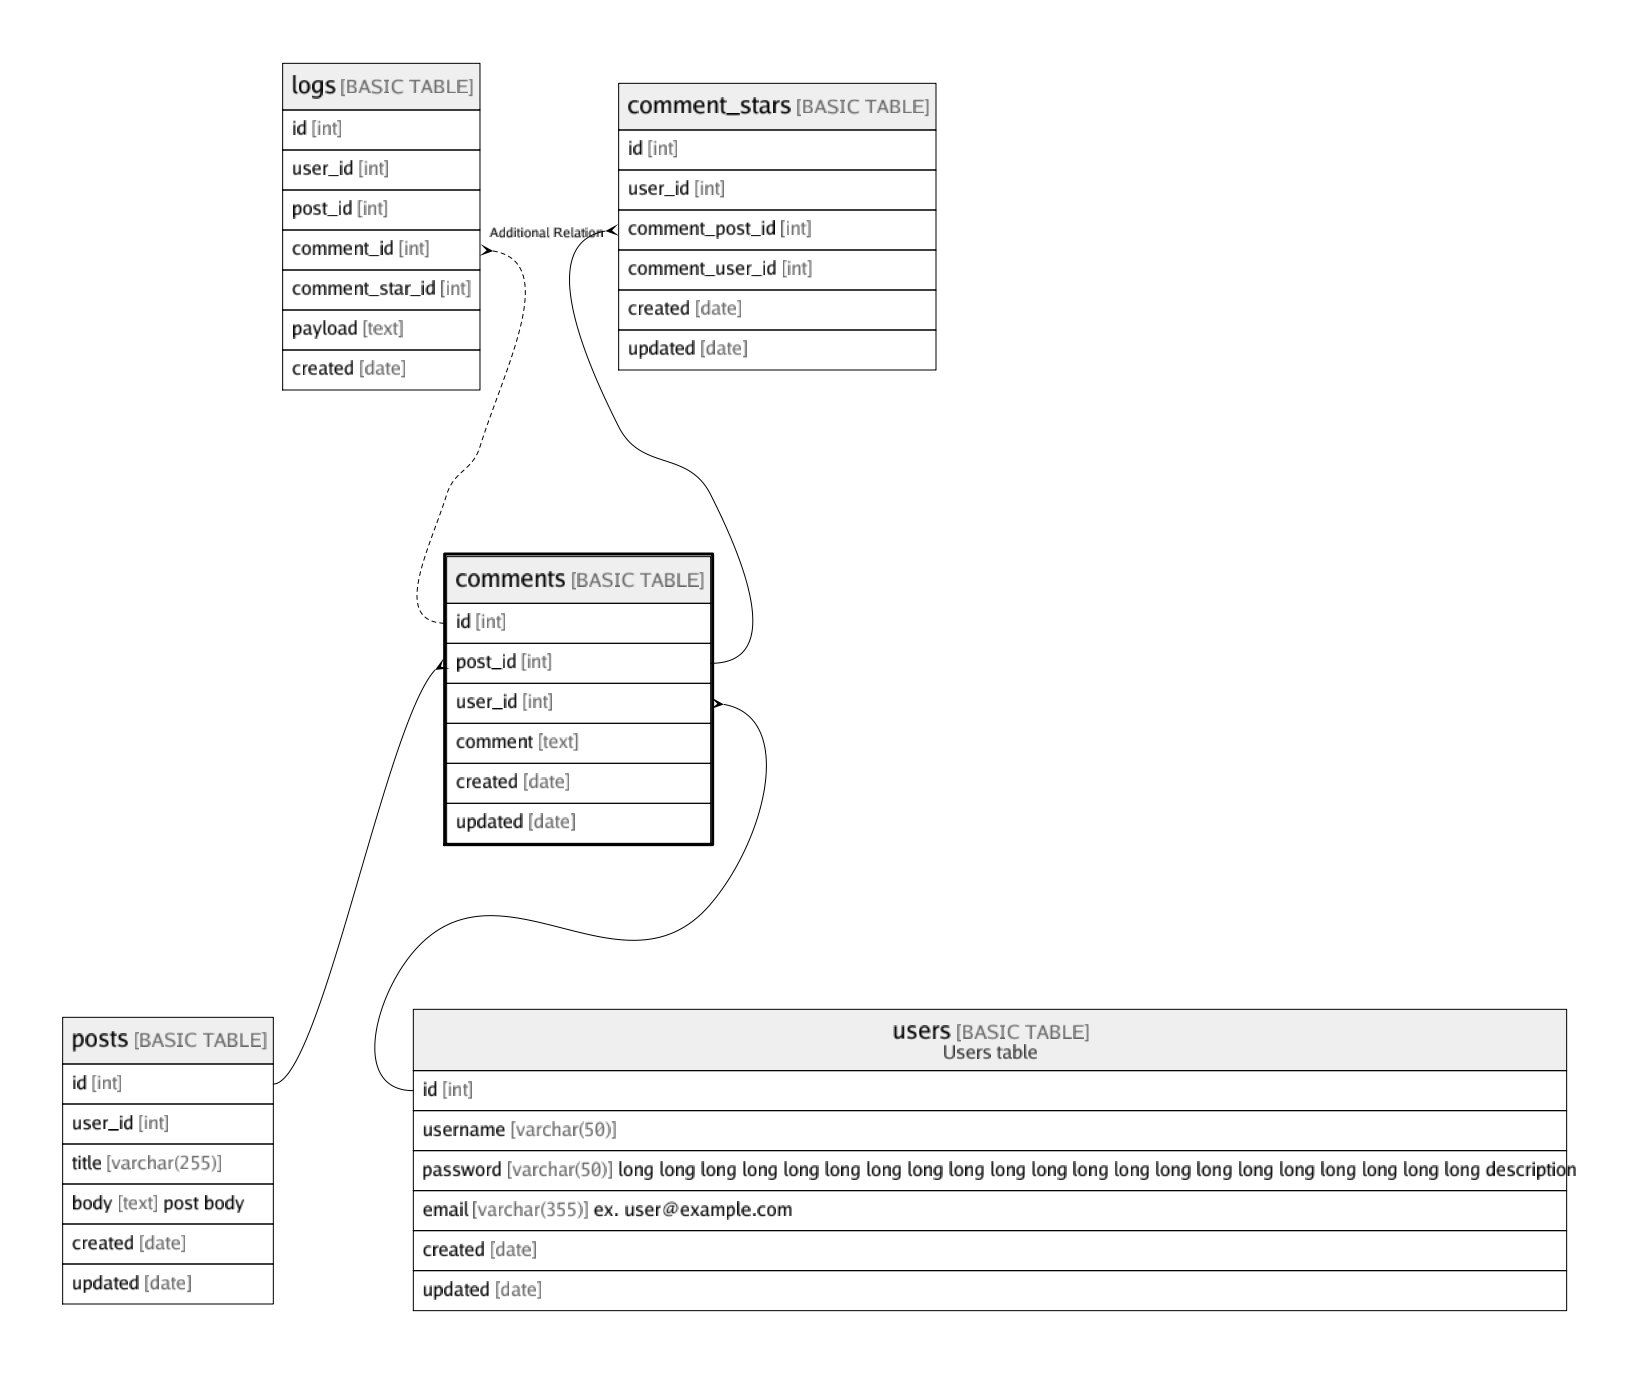 logs [BASIC TABLE]
id [int]
user_id [int]
post_id [int]
comment_id [int]
comment_star_id [int]
payload [text]
created [date]
Additional Relation
comment_stars [BASIC TABLE]
id [int]
user_id [int]
comment_post_id [int]
comment_user_id [int]
created [date]
updated [date]
comments [BASIC TABLE]
id [int]
post_id [int]
user_id [int]
comment [text]
created [date]
updated [date]
posts [BASIC TABLE]
id [int]
user_id [int]
title [varchar(255)]
body [text] post body
created [date]
updated [date]
users [BASIC TABLE]
Users table
id [int]
username [varchar(50)]
password [varchar(50)] long long long long long long long long long long long long long long long long long long long long long description
email [varchar(355)] ex. user@example.com
created [date]
updated [date]